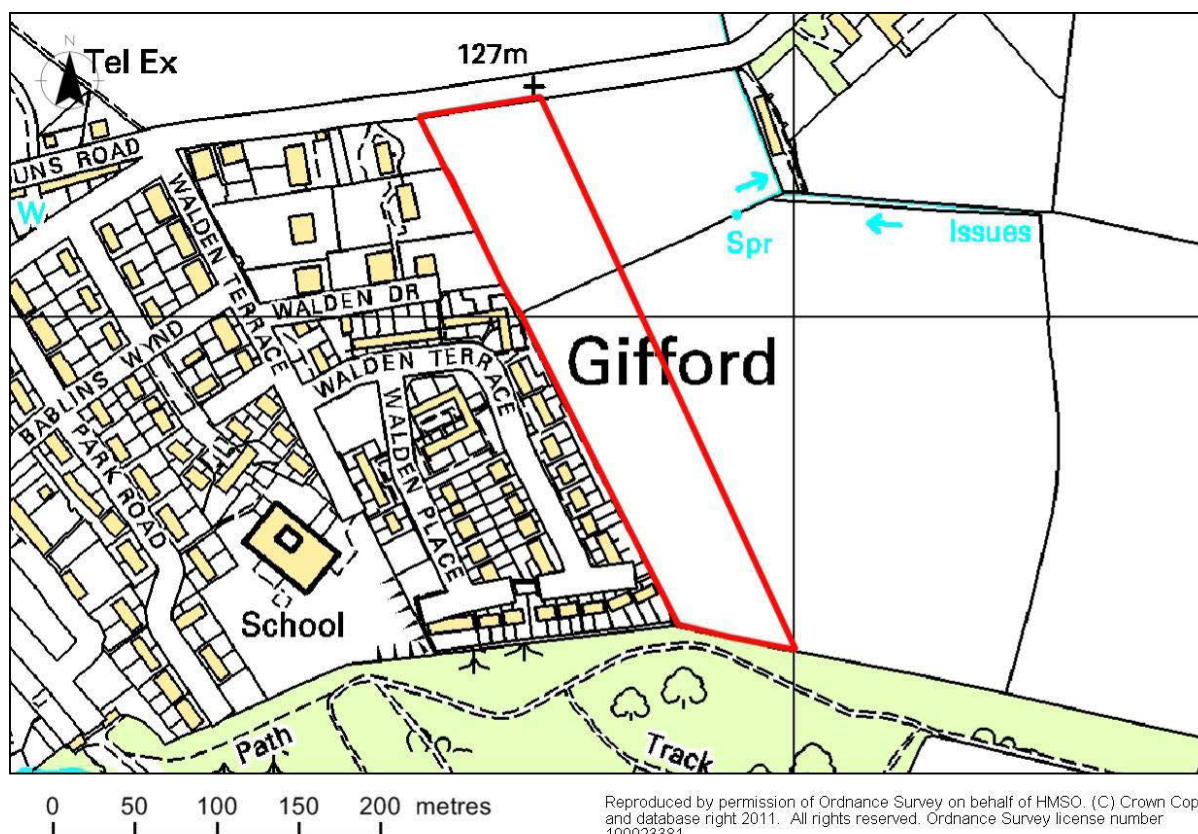 N
Tel Ex
127m
UNS ROAD
W
WALDEN TERRACE
Spr
Issues
WALDEN DR
BABLINS WYND
Gifford
WALDEN TERRACE
WALDEN PLACE
PARK ROAD
School
Path
Track
0 50 100 150 200 metres
Reproduced by permission of Ordnance Survey on behalf of HMSO. (C) Crown Cop
and database right 2011. All rights reserved. Ordnance Survey license number
100023381